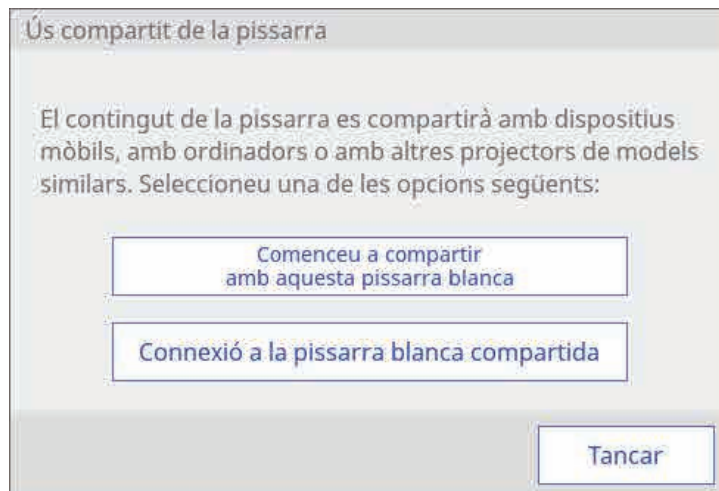 Ús compartit de la pissarra
El contingut de la pissarra es compartirà amb dispositius
mòbils, amb ordinadors o amb altres projectors de models
similars. Seleccioneu una de les opcions següents:
Comenceu a compartir
amb aquesta pissarra blanca
Connexió a la pissarra blanca compartida
Tancar